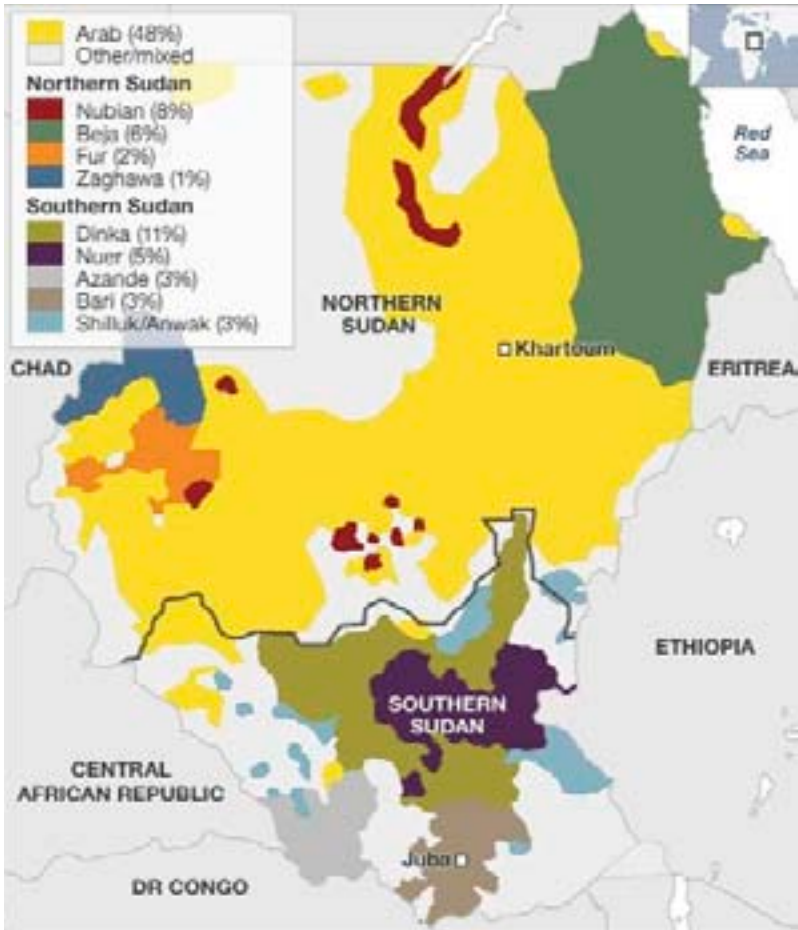 Arab (48%)
Other/mixed
Northern Sudan
Nubian (8%)
Beja (6%)
Fur (2%)
Zaghawa (1%)
Southern Sudan
Dinka (11%)
Nuer (5%)
Azande (3%)
Bari (3%)
Shilluk/Anwak (3%)
Red
Sea
NORTHERN
SUDAN
Khartoum
CHAD
ERITREA
ETHIOPIA
SOUTHERN
SUDAN
CENTRAL
AFRICAN REPUBLIC
Juba
DR CONGO